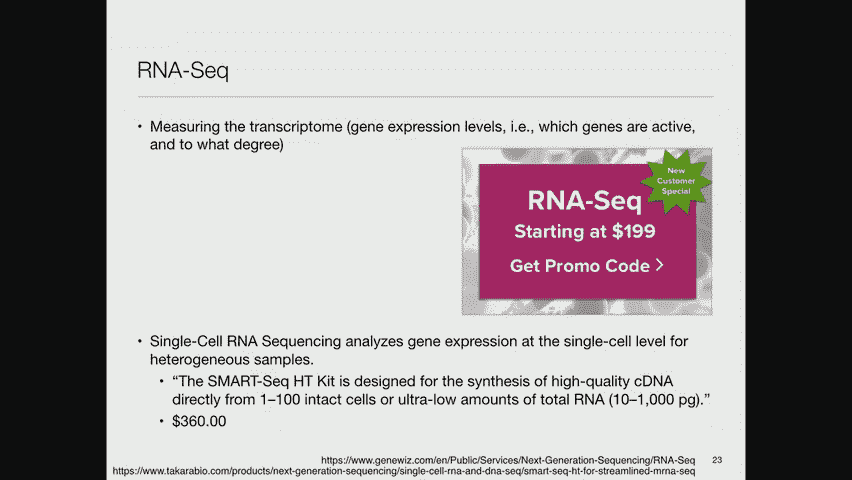 RNA-Seq
• Measuring the transcriptome (gene expression levels, i.e., which genes are active,
and to what degree)
New
Customer
Special
RNA-Seq
Starting at $199
Get Promo Code >
• Single-Cell RNA Sequencing analyzes gene expression at the single-cell level for
heterogeneous samples.
• “The SMART-Seq HT Kit is designed for the synthesis of high-quality cDNA
directly from 1–100 intact cells or ultra-low amounts of total RNA (10–1,000 pg).”
• $360.00
https://www.genewiz.com/en/Public/Services/Next-Generation-Sequencing/RNA-Seq
23
https://www.takarabio.com/products/next-generation-sequencing/single-cell-rna-and-dna-seq/smart-seq-ht-for-streamlined-mrna-seq